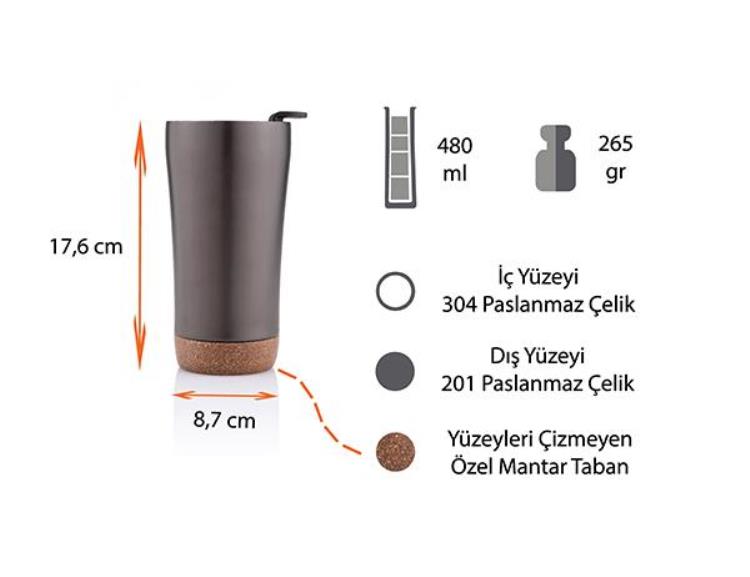 480
ml
265
gr
17,6 cm
İç Yüzeyi
304 Paslanmaz Çelik
Dış Yüzeyi
201 Paslanmaz Çelik
8,7 cm
Yüzeyleri Çizmeyen
Özel Mantar Taban